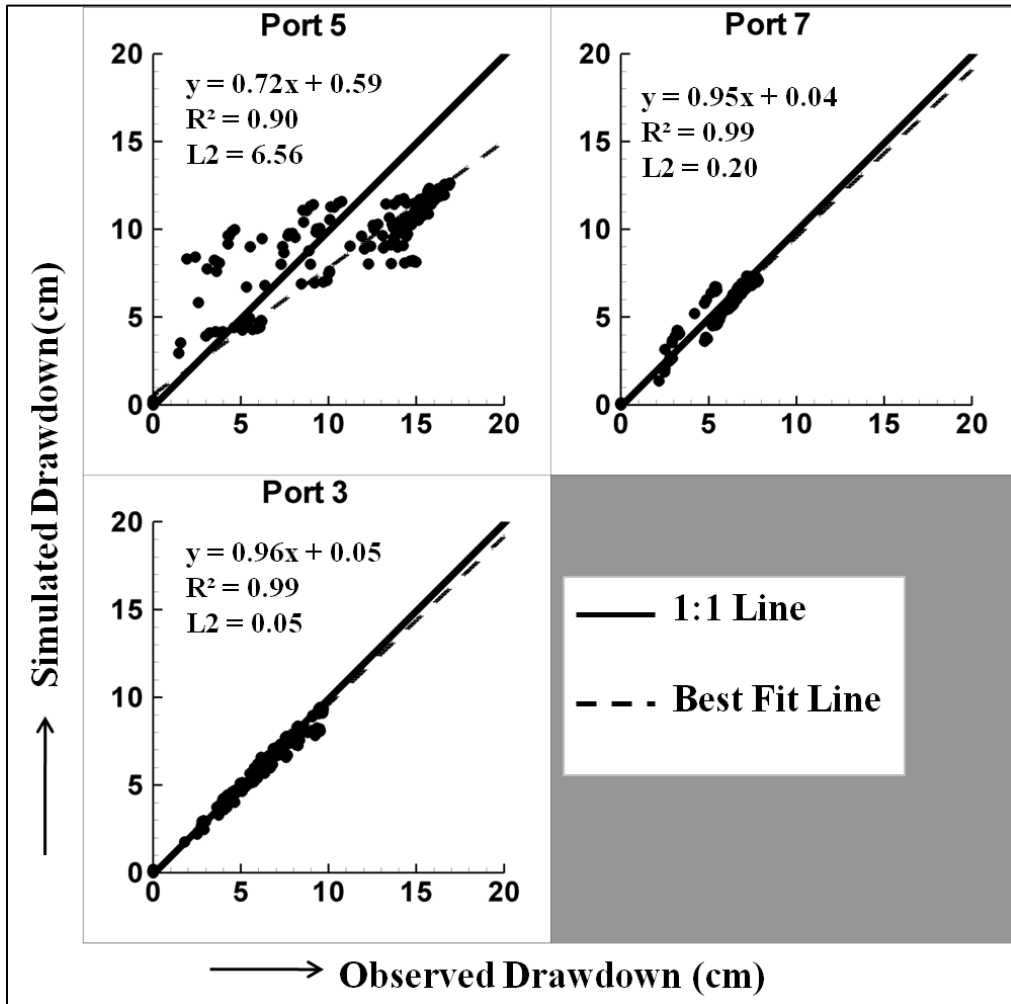 Port 5
20
15
10
5
0
0 5 10 15 20
y = 0.72x + 0.59
R² = 0.90
L2 = 6.56
Port 7
20
15
10
5
0
0 5 10 15 20
y = 0.95x + 0.04
R² = 0.99
L2 = 0.20
Port 3
20
15
10
5
0
0 5 10 15 20
y = 0.96x + 0.05
R² = 0.99
L2 = 0.05
1:1 Line
Best Fit Line
Simulated Drawdown(cm)
Observed Drawdown (cm)